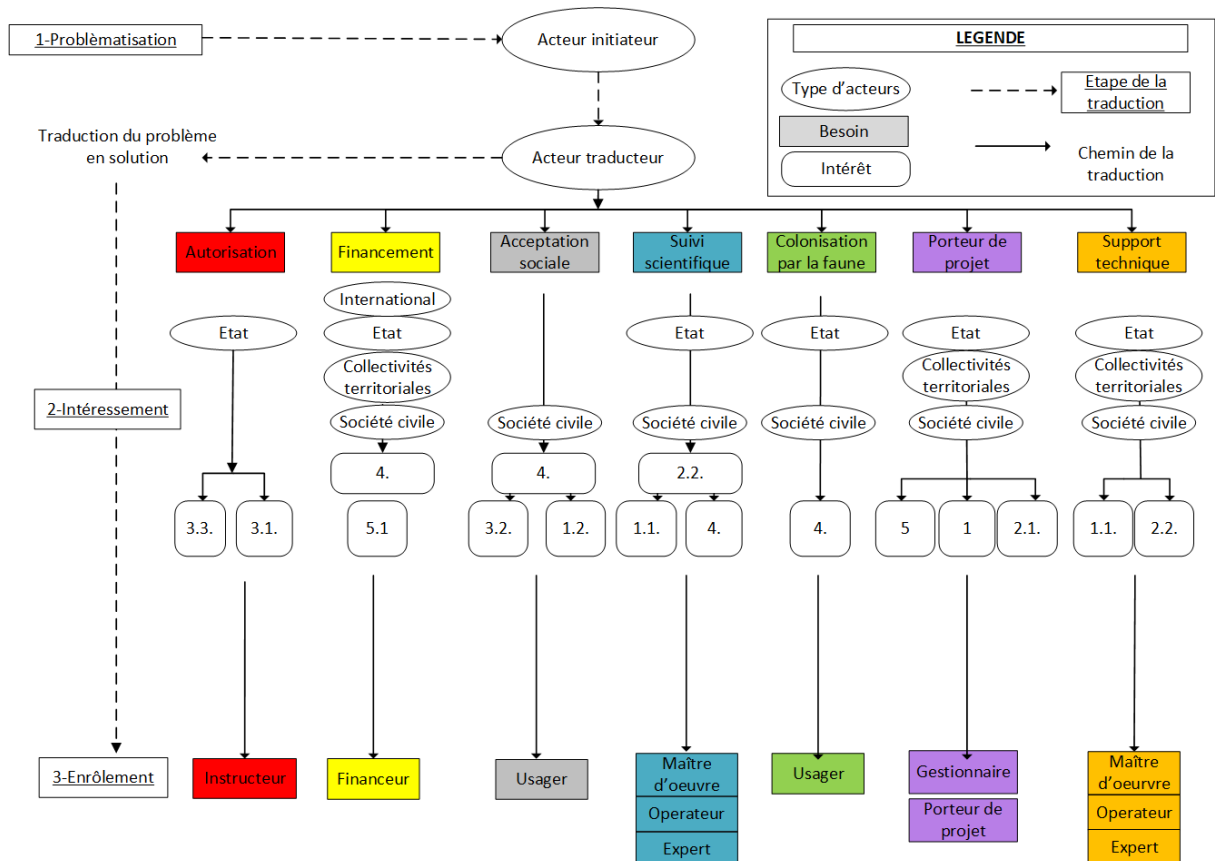 1-Problèmatisation
Acteur initiateur
LEGENDE
Type d'acteurs
Etape de la
traduction
Besoin
Intérêt
Chemin de la
traduction
Traduction du problème
en solution
Acteur traducteur
Autorisation
Financement
Acceptation
sociale
Suivi
scientifique
Colonisation
par la faune
Porteur de
projet
Support
technique
International
Etat
Etat
Etat
Etat
Etat
Etat
Collectivités
territoriales
Collectivités
territoriales
Collectivités
territoriales
2-Intéressement
Société civile
Société civile
Société civile
Société civile
Société civile
Société civile
4.
4.
2.2.
3.3.
3.1.
5.1
3.2.
1.2.
1.1.
4.
4.
5
1
2.1.
1.1.
2.2.
3-Enrôlement
Instructeur
Financeur
Usager
Maître
d'oeuvre
Operateur
Expert
Usager
Gestionnaire
Porteur de
projet
Maître
d'oeurvre
Operateur
Expert